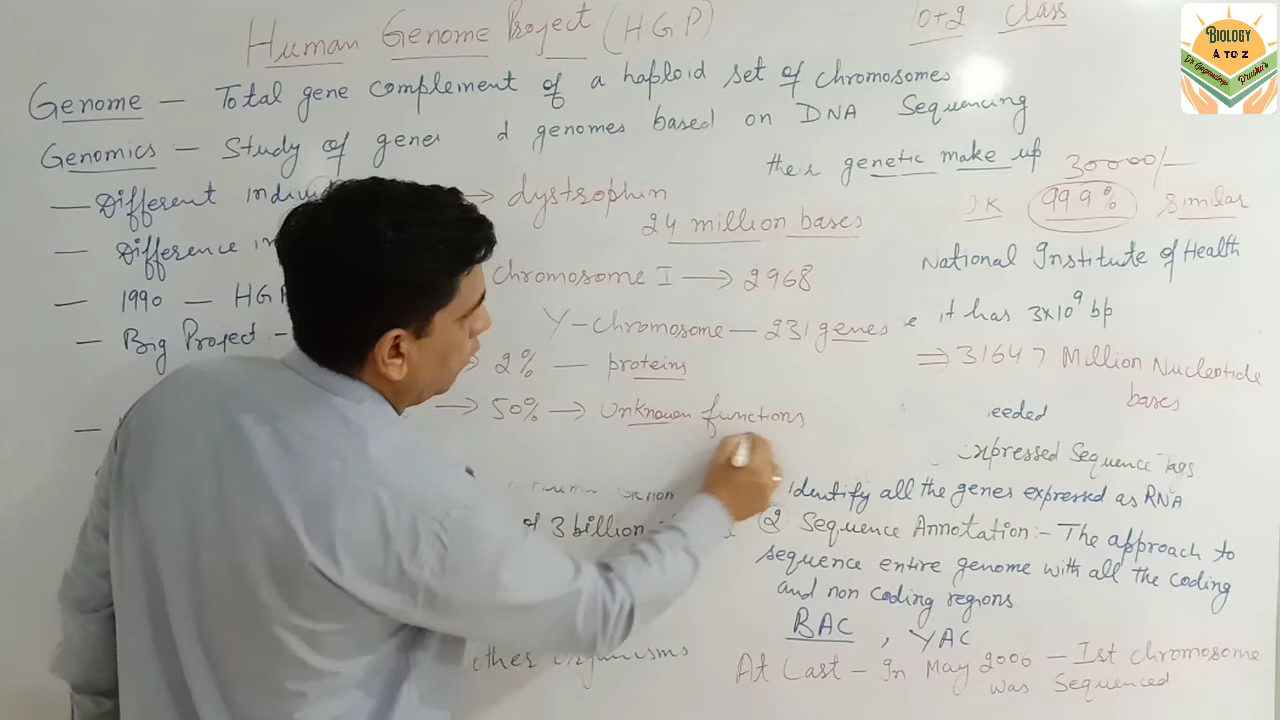 Human Genome Project (HGP)
10+2 Class
BIOLOGY
A TO Z
Genome — Total gene complement of a haploid set of chromosomes
Genomics — Study of genes & genomes based on DNA Sequencing
their genetic make up
30000/-
— Different individ
→ dystrophin
24 million bases
99.9% Similar
— Difference in
Chromosome I → 2968
National Institute of Health
— 1990 — HGP
Y-Chromosome — 231 genes
it has 3×10⁹ bp
— Big Project -
2% — proteins
⇒ 31647 Million Nucleotide
bases
→ 50% → Unknown functions
eeded
xpressed Sequence Tags
Identify all the genes expressed as RNA
of 3 billion
② Sequence Annotation:- The approach to
sequence entire genome with all the coding
and non coding regions.
BAC , YAC
other organisms
At Last — In May 2006 — Ist chromosome
was Sequenced